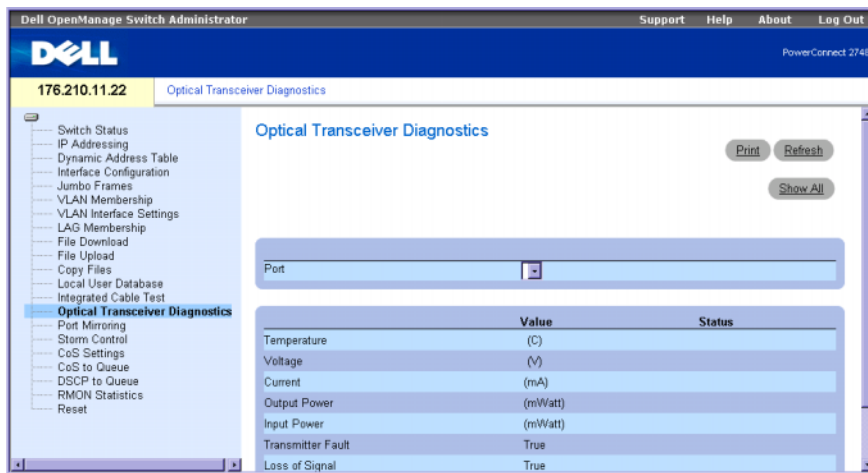 Dell OpenManage Switch Administrator
Support Help About Log Out
DELL
PowerConnect 2748
176.210.11.22
Optical Transceiver Diagnostics
Switch Status
IP Addressing
Dynamic Address Table
Interface Configuration
Jumbo Frames
VLAN Membership
VLAN Interface Settings
LAG Membership
File Download
File Upload
Copy Files
Local User Database
Integrated Cable Test
Optical Transceiver Diagnostics
Port Mirroring
Storm Control
CoS Settings
CoS to Queue
DSCP to Queue
RMON Statistics
Reset
Optical Transceiver Diagnostics
Print Refresh
Show All
Port
Value Status
Temperature (C)
Voltage (V)
Current (mA)
Output Power (mWatt)
Input Power (mWatt)
Transmitter Fault True
Loss of Signal True